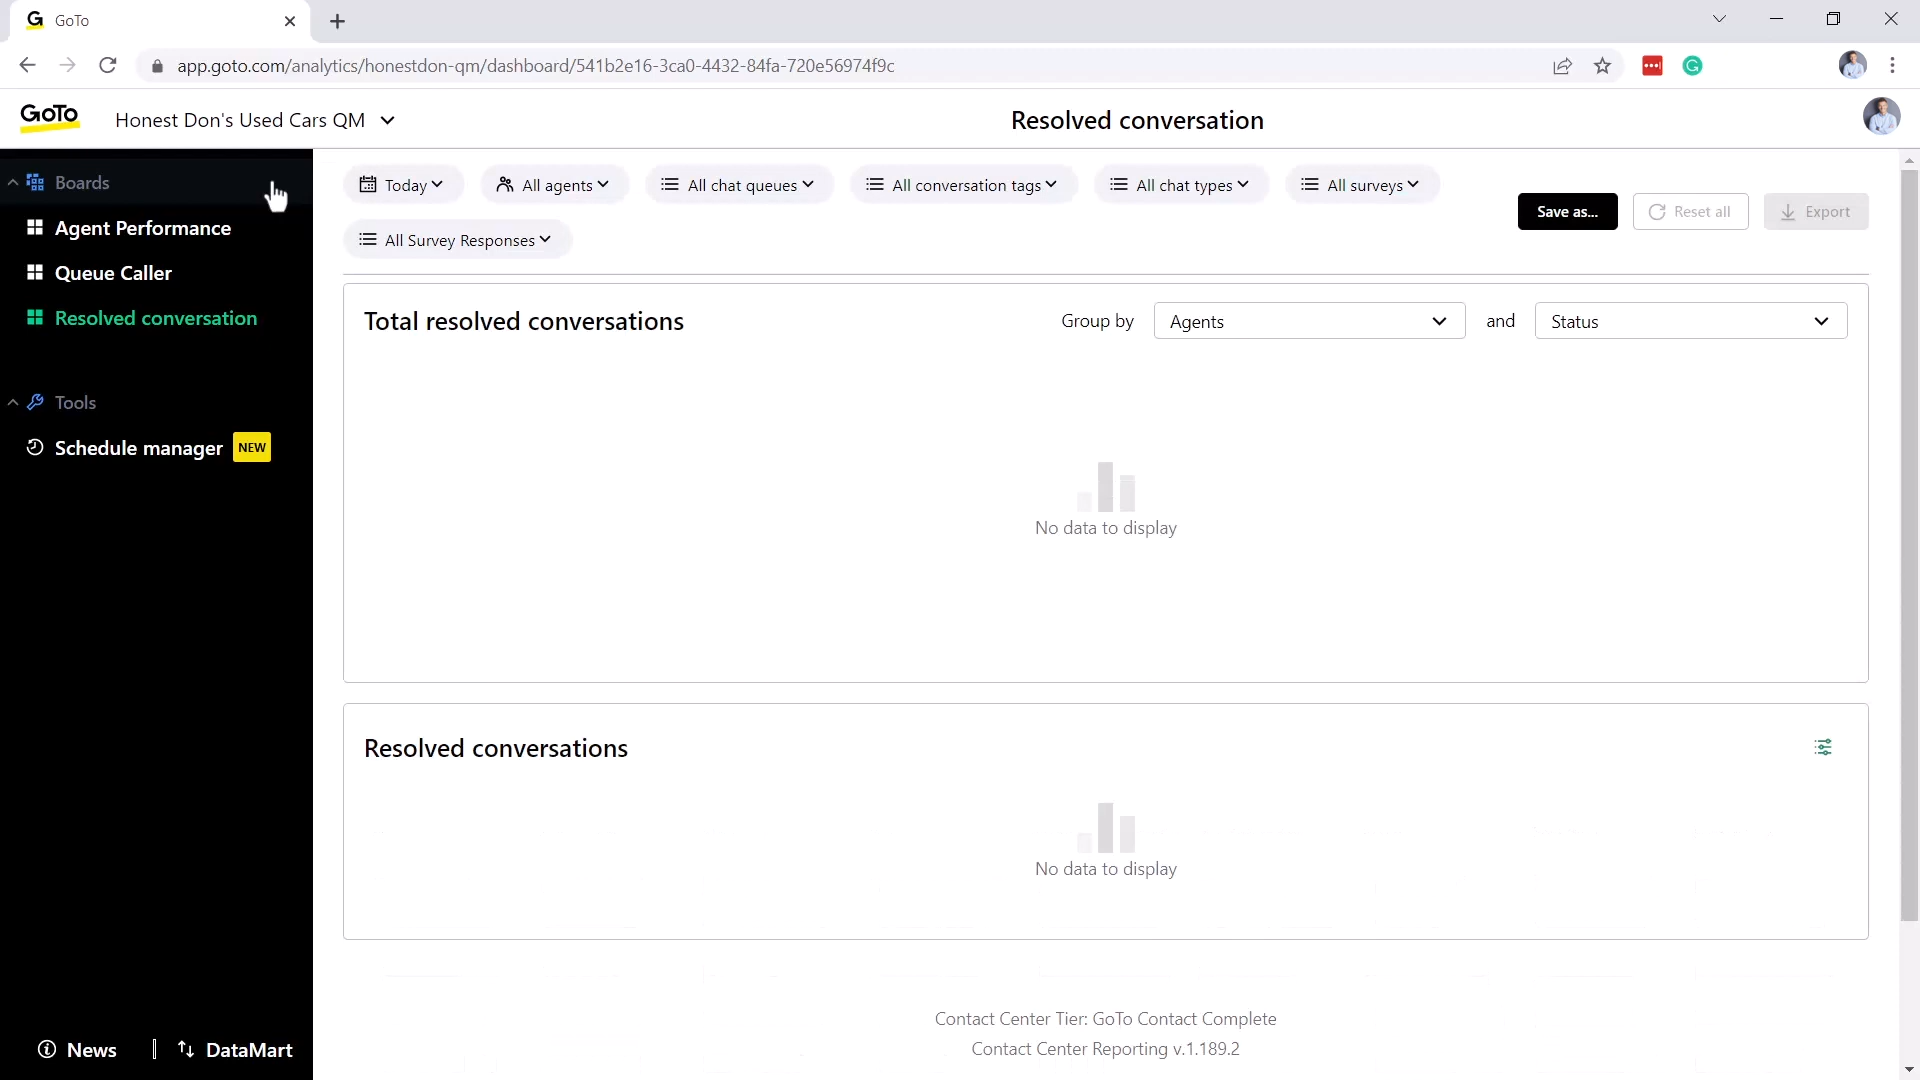 G GoTo
app.goto.com/analytics/honestdon-qm/dashboard/541b2e16-3ca0-4432-84fa-720e56974f9c
GoTo Honest Don's Used Cars QM
Resolved conversation
Boards
Agent Performance
Queue Caller
Resolved conversation
Tools
Schedule manager NEW
News
DataMart
Today All agents All chat queues All conversation tags All chat types All surveys
All Survey Responses
Save as... Reset all Export
Total resolved conversations
Group by Agents and Status
No data to display
Resolved conversations
No data to display
Contact Center Tier: GoTo Contact Complete
Contact Center Reporting v.1.189.2